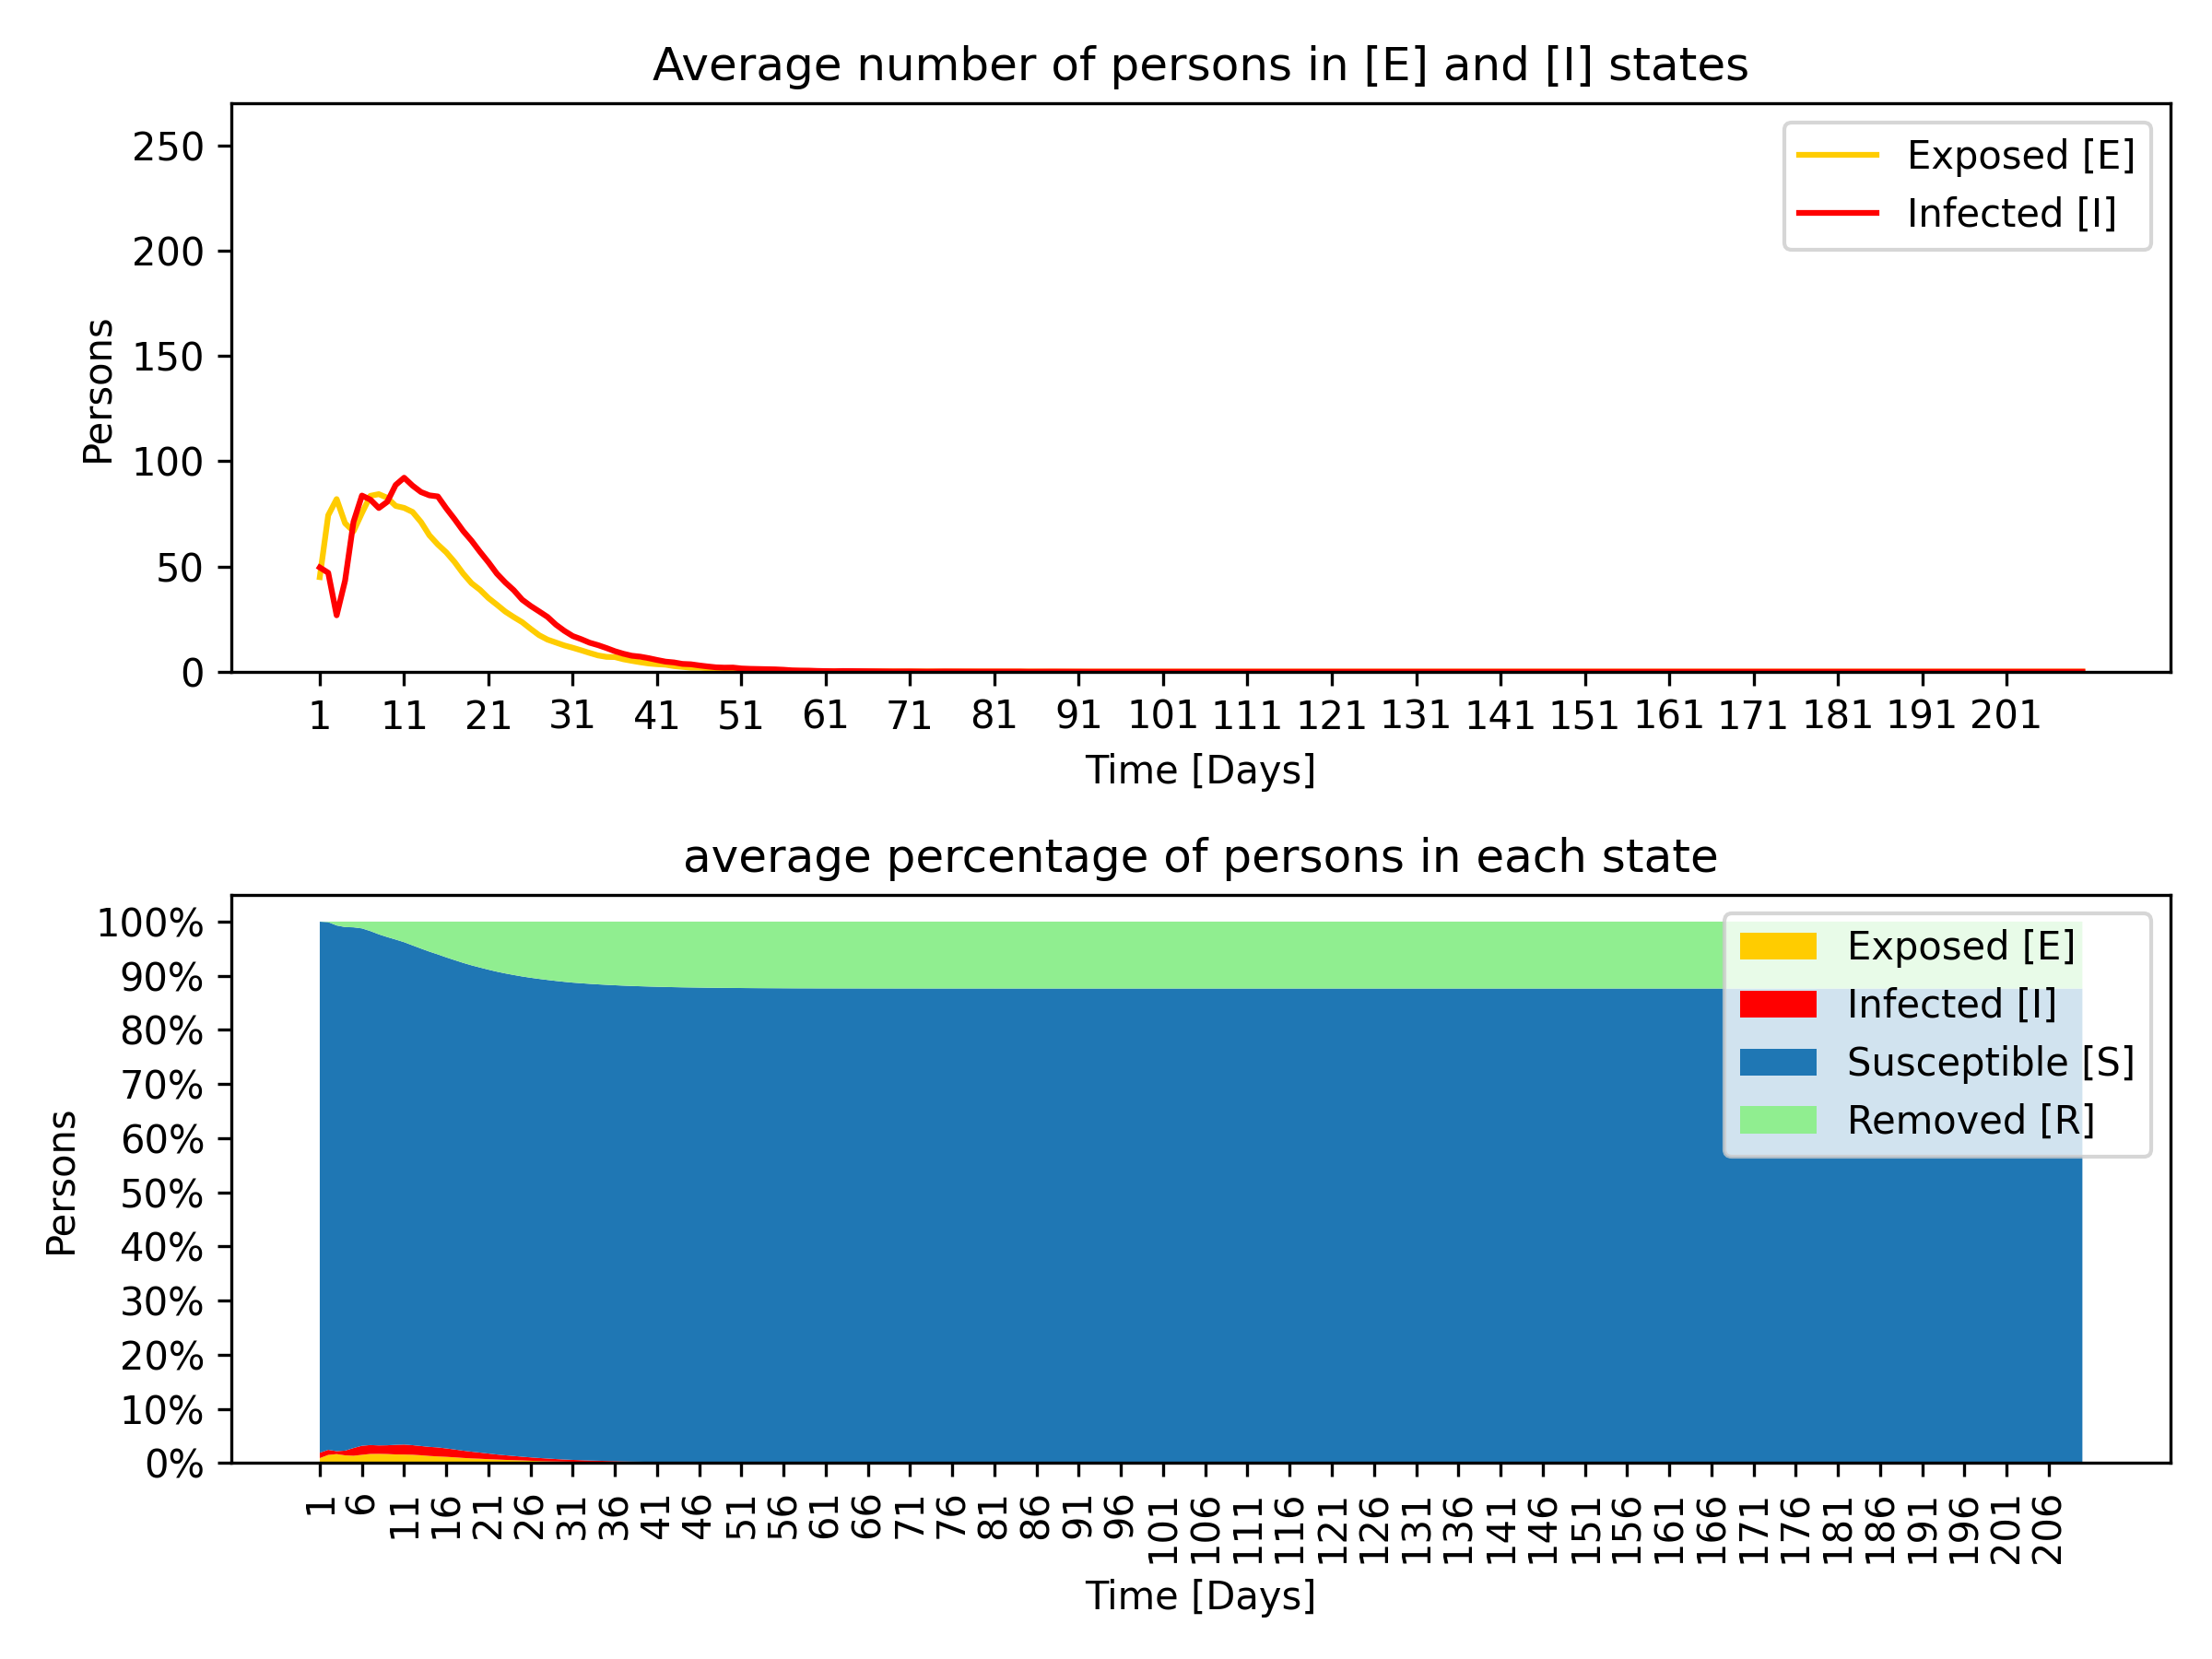 Average number of persons in [E] and [I] states
250
200
150
100
50
0
Persons
Exposed [E]
Infected [I]
1 11 21 31 41 51 61 71 81 91 101 111 121 131 141 151 161 171 181 191 201
Time [Days]
average percentage of persons in each state
100%
90%
80%
70%
60%
50%
40%
30%
20%
10%
0%
Persons
Exposed [E]
Infected [I]
Susceptible [S]
Removed [R]
1 6 11 16 21 26 31 36 41 46 51 56 61 66 71 76 81 86 91 96 101 106 111 116 121 126 131 136 141 146 151 156 161 166 171 176 181 186 191 196 201 206
Time [Days]